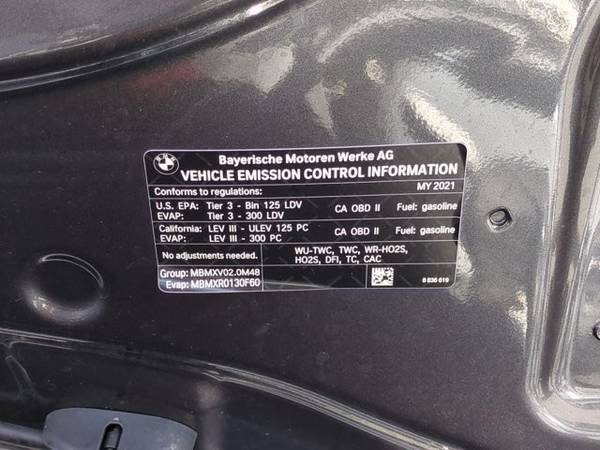 BMW
Bayerische Motoren Werke AG
VEHICLE EMISSION CONTROL INFORMATION
Conforms to regulations: MY 2021
U.S. EPA: Tier 3 - Bin 125 LDV CA OBD II Fuel: gasoline
EVAP: Tier 3 - 300 LDV
California: LEV III - ULEV 125 PC CA OBD II Fuel: gasoline
EVAP: LEV III - 300 PC
No adjustments needed. WU-TWC, TWC, WR-HO2S,
HO2S, DFI, TC, CAC
Group: MBMXV02.0M48
Evap: MBMXR0130F60
8 836 619